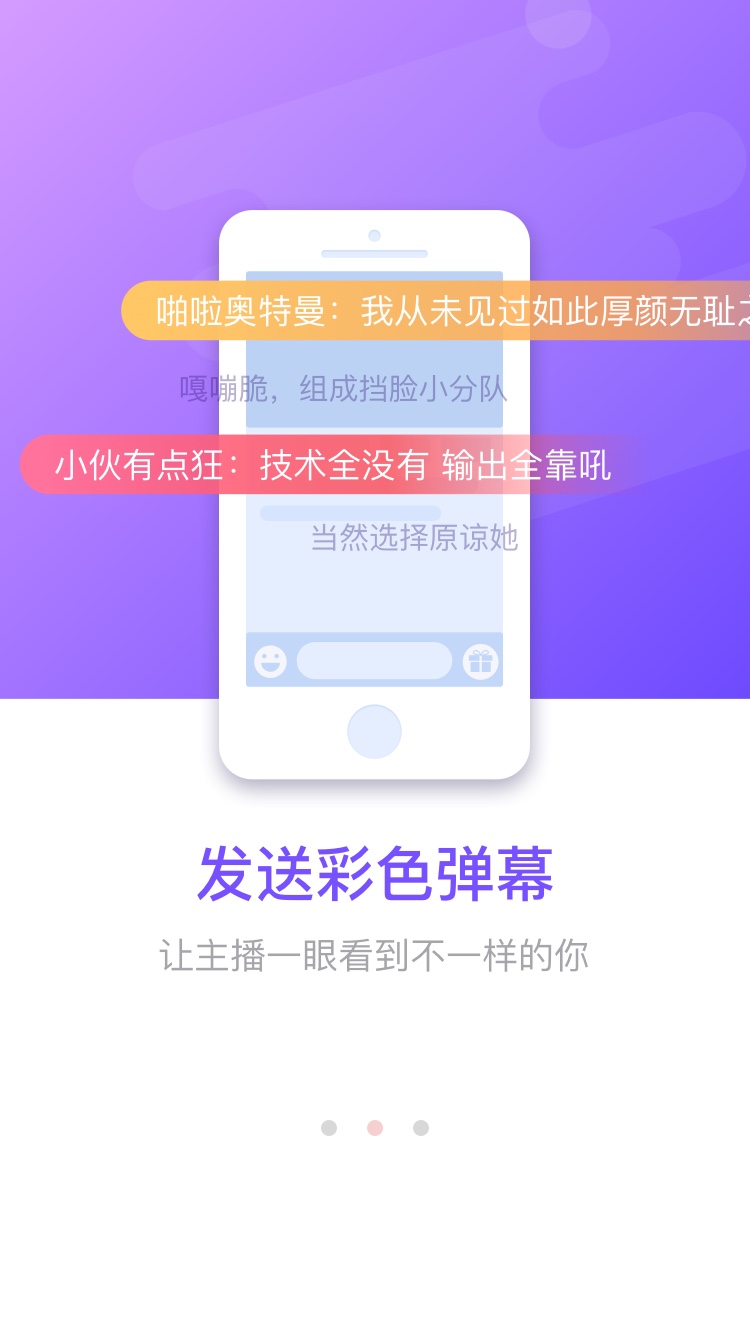 啪啦奥特曼：我从未见过如此厚颜无耻
嘎嘣脆，组成挡脸小分队
小伙有点狂：技术全没有 输出全靠吼
当然选择原谅她
发送彩色弹幕
让主播一眼看到不一样的你